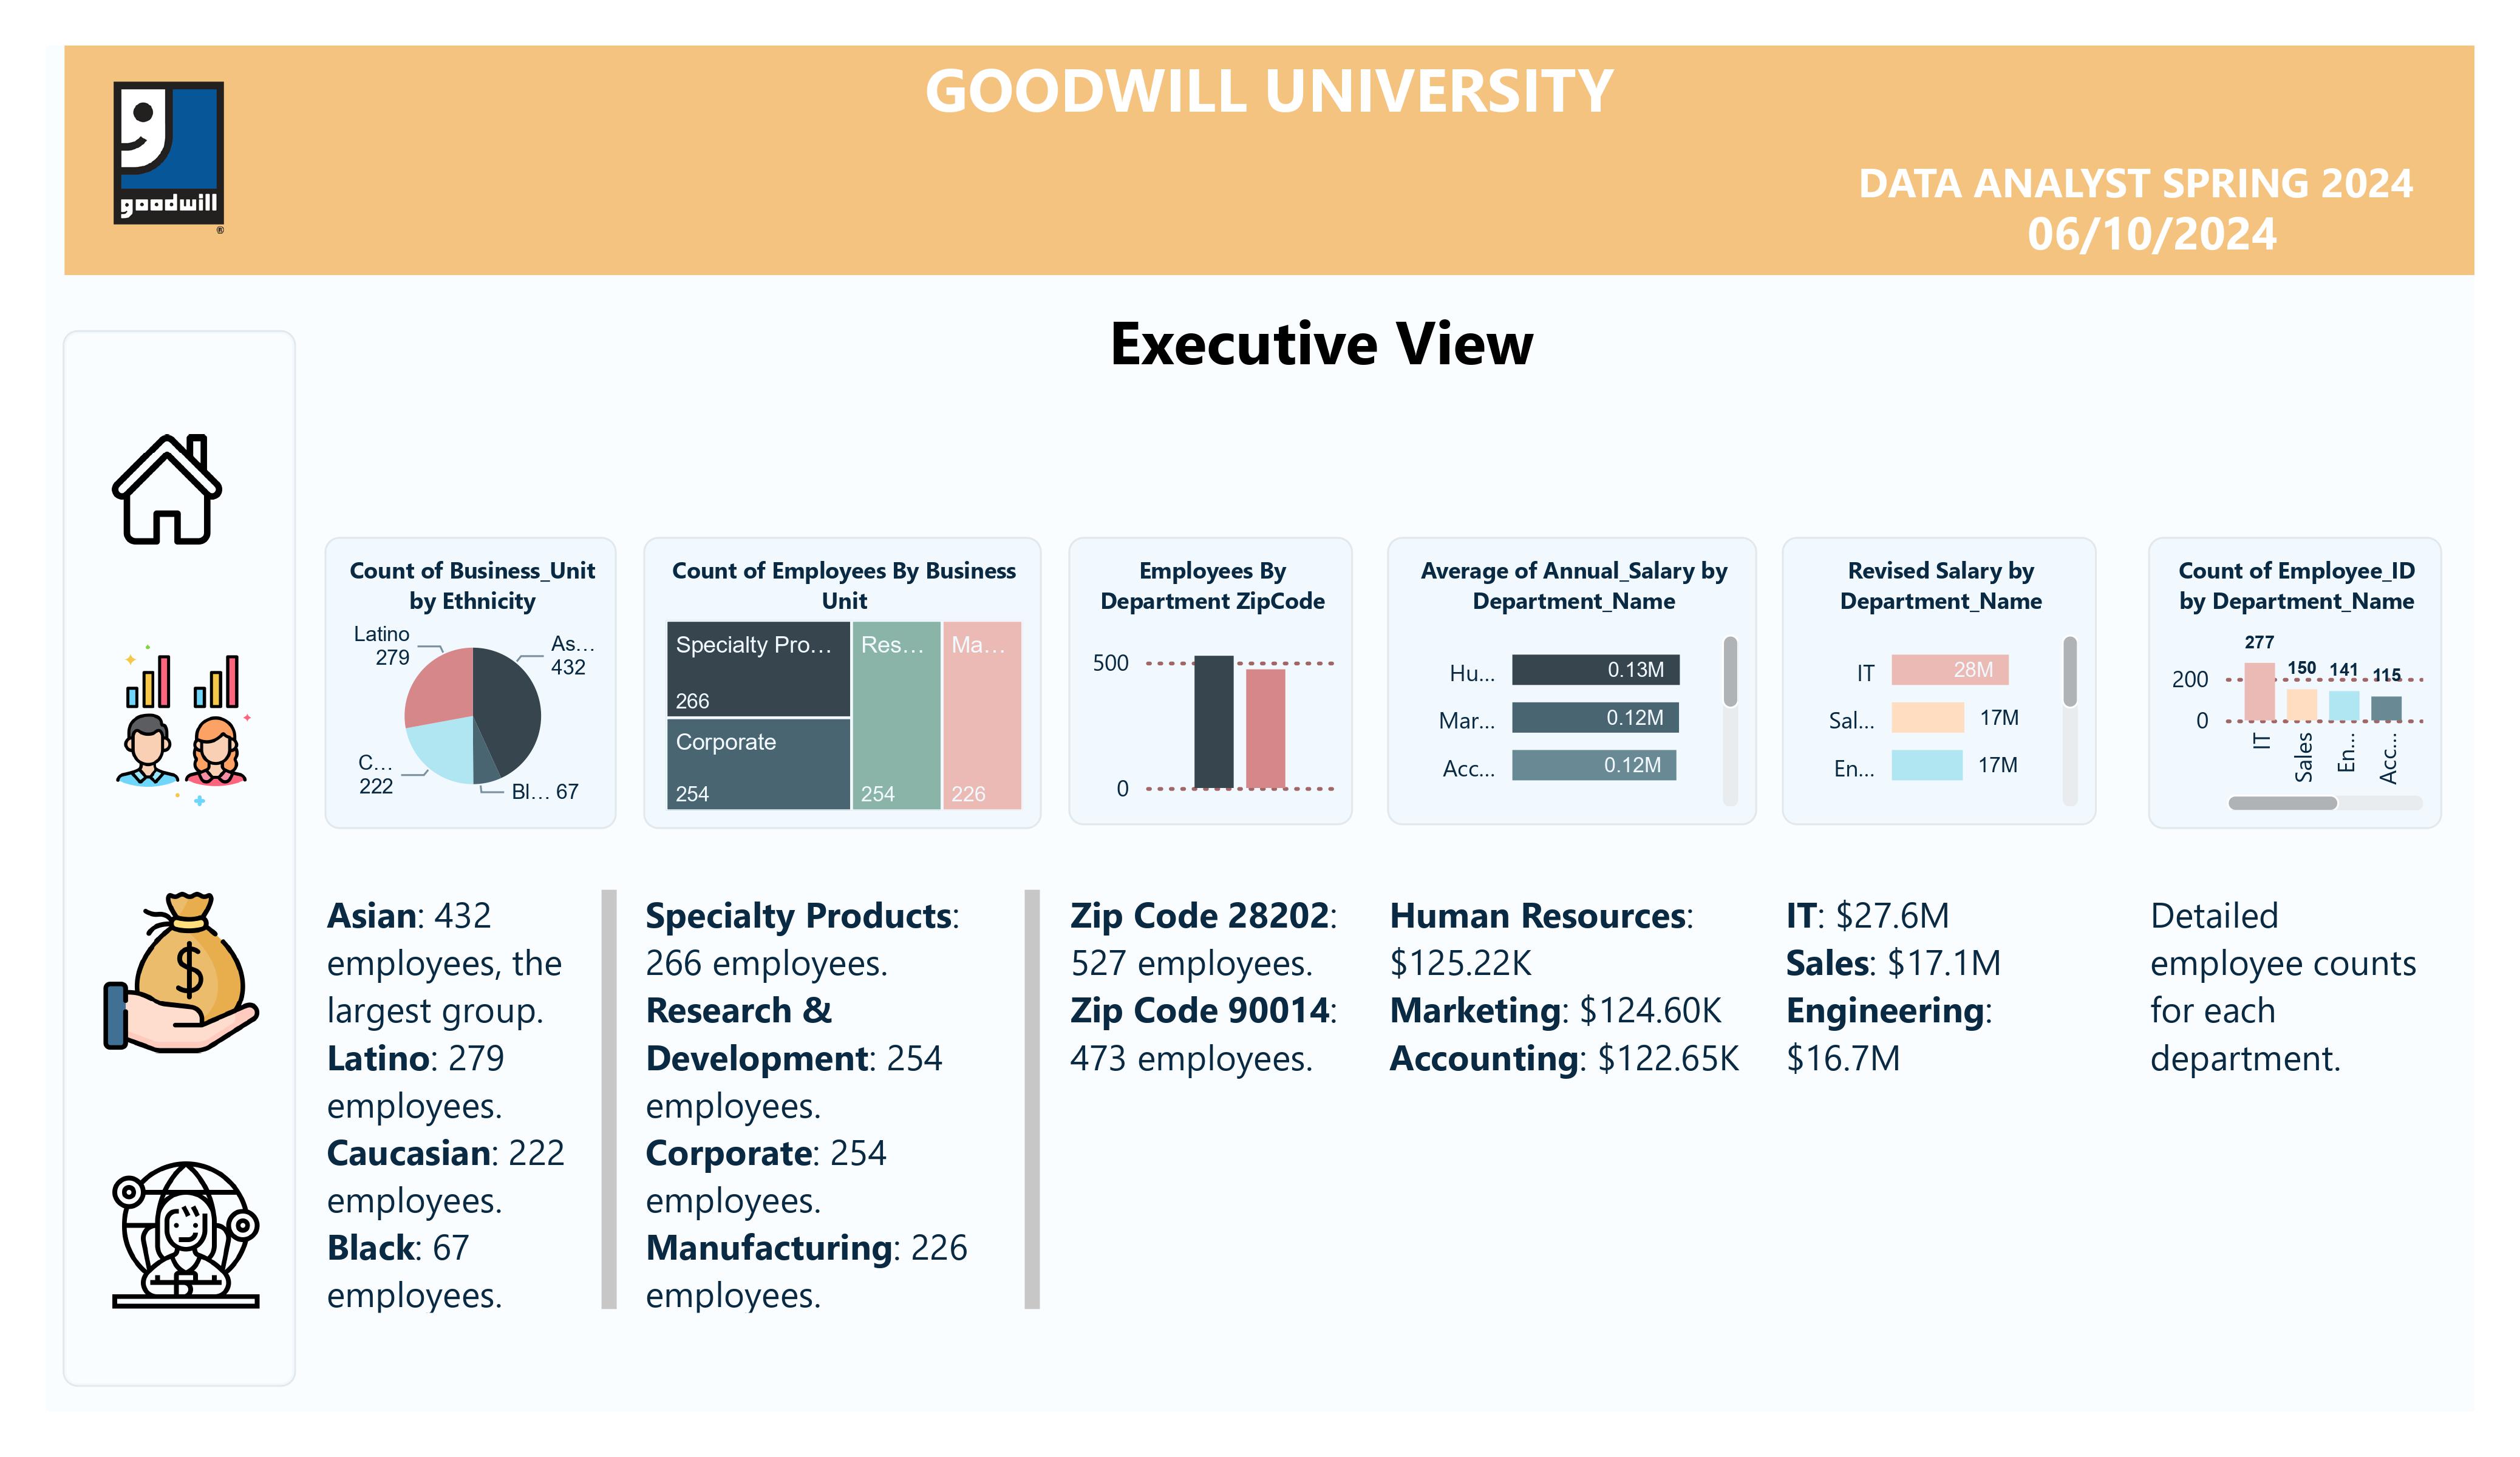 GOODWILL UNIVERSITY
goodwill
®
DATA ANALYST SPRING 2024
06/10/2024
Executive View
Count of Business_Unit
by Ethnicity
Latino
279
As...
432
C...
222
Bl... 67
Count of Employees By Business
Unit
Specialty Pro...
266
Corporate
254
Res...
254
Ma...
226
Employees By
Department ZipCode
500
0
Average of Annual_Salary by
Department_Name
Hu...
0.13M
Mar...
0.12M
Acc...
0.12M
Revised Salary by
Department_Name
IT
28M
Sal...
17M
En...
17M
Count of Employee_ID
by Department_Name
277
150
141
115
200
0
IT
Sales
En...
Acc...
Asian: 432
employees, the
largest group.
Latino: 279
employees.
Caucasian: 222
employees.
Black: 67
employees.
Specialty Products:
266 employees.
Research &
Development: 254
employees.
Corporate: 254
employees.
Manufacturing: 226
employees.
Zip Code 28202:
527 employees.
Zip Code 90014:
473 employees.
Human Resources:
$125.22K
Marketing: $124.60K
Accounting: $122.65K
IT: $27.6M
Sales: $17.1M
Engineering:
$16.7M
Detailed
employee counts
for each
department.